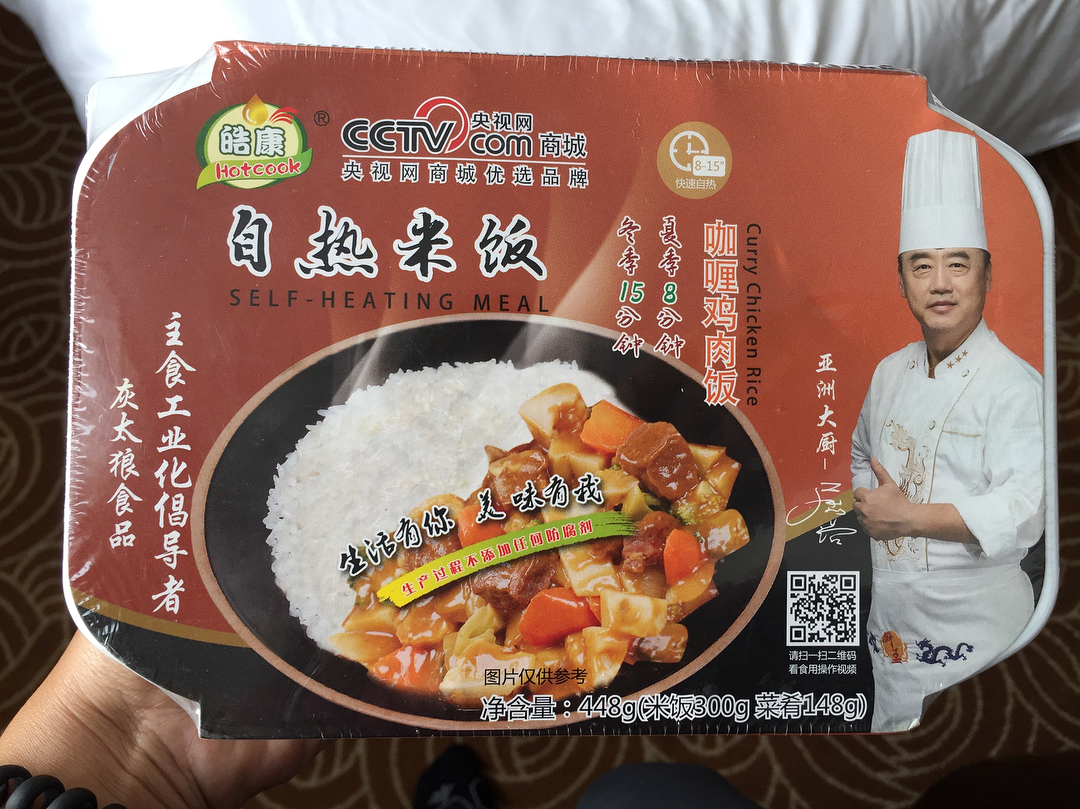 皓康
Hotcook
®
CCTV.com 央视网商城
央视网商城优选品牌
8-15"
快速自热
自热米饭
SELF-HEATING MEAL
夏季8分钟
冬季15分钟
咖喱鸡肉饭
Curry Chicken Rice
主食工业化倡导者
灰太狼食品
亚洲大厨-
生活有你 美味有我
生产过程不添加任何防腐剂
请扫一扫二维码
看食用操作视频
图片仅供参考
净含量：448g(米饭300g 菜肴148g)